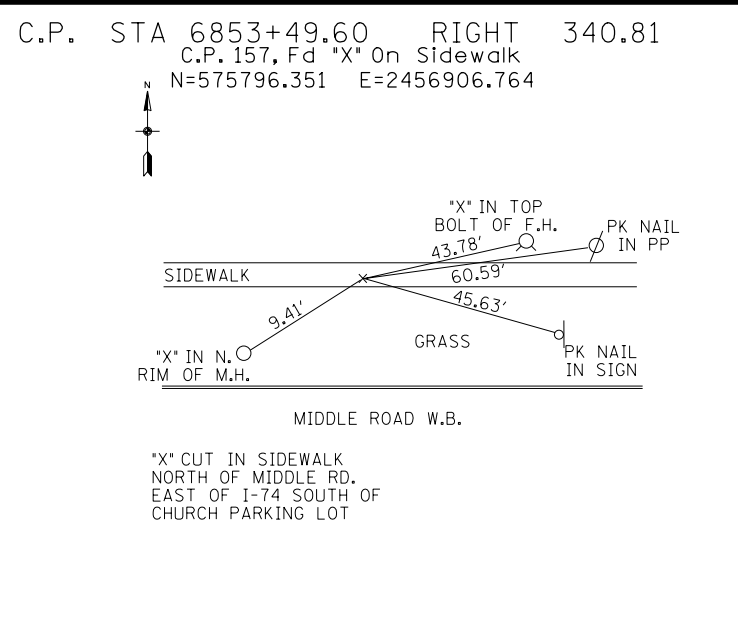 C.P. STA 6853+49.60 RIGHT 340.81
C.P. 157, Fd "X" On Sidewalk
N=575796.351 E=2456906.764
N
"X" IN TOP
BOLT OF F.H.
PK NAIL
IN PP
43.78'
SIDEWALK
60.59'
45.63'
9.41'
GRASS
"X" IN N.
RIM OF M.H.
PK NAIL
IN SIGN
MIDDLE ROAD W.B.
"X" CUT IN SIDEWALK
NORTH OF MIDDLE RD.
EAST OF I-74 SOUTH OF
CHURCH PARKING LOT